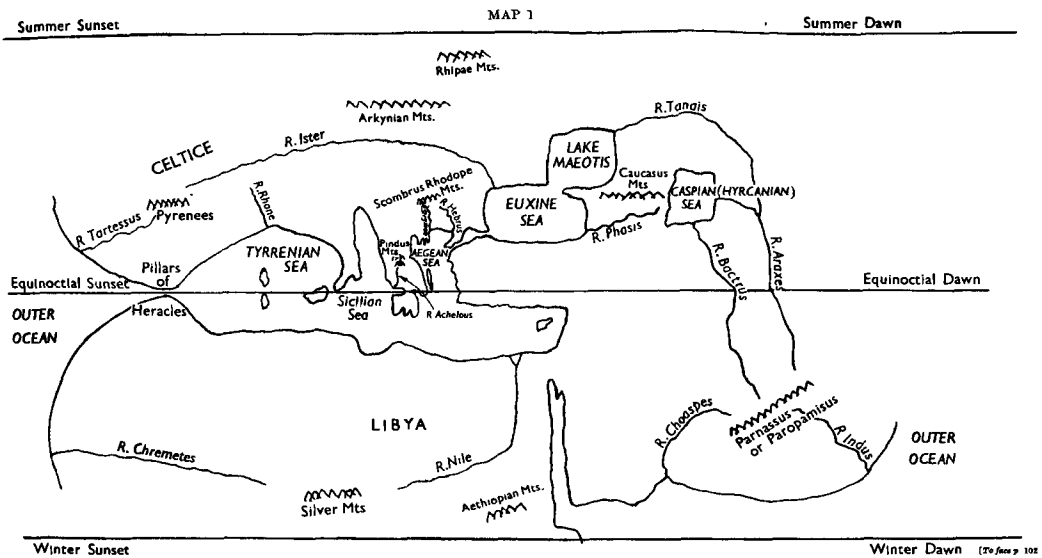 MAP 1
Summer Sunset
Summer Dawn
Rhipae Mts.
Arkynian Mts.
R.Tanais
R.Ister
CELTICE
LAKE
MAEOTIS
Scombrus
Rhodope
Mts.
Caucasus
Mts
CASPIAN (HYRCANIAN)
SEA
R.Rhone
Pyrenees
R Tartessus
EUXINE
SEA
R.Hebrus
R.Phasis
TYRRENIAN
SEA
Pindus
Mts
AEGEAN
SEA
R.Bactrus
R.Araxes
Pillars
of
Heracles
Equinoctial Sunset
Equinoctial Dawn
Sicilian
Sea
R Achelous
OUTER
OCEAN
LIBYA
R.Choaspes
Parnassus
or Paropamisus
R.Indus
OUTER
OCEAN
R. Chremetes
R.Nile
Silver Mts
Aethiopian Mts.
Winter Sunset
Winter Dawn
[To face p 102